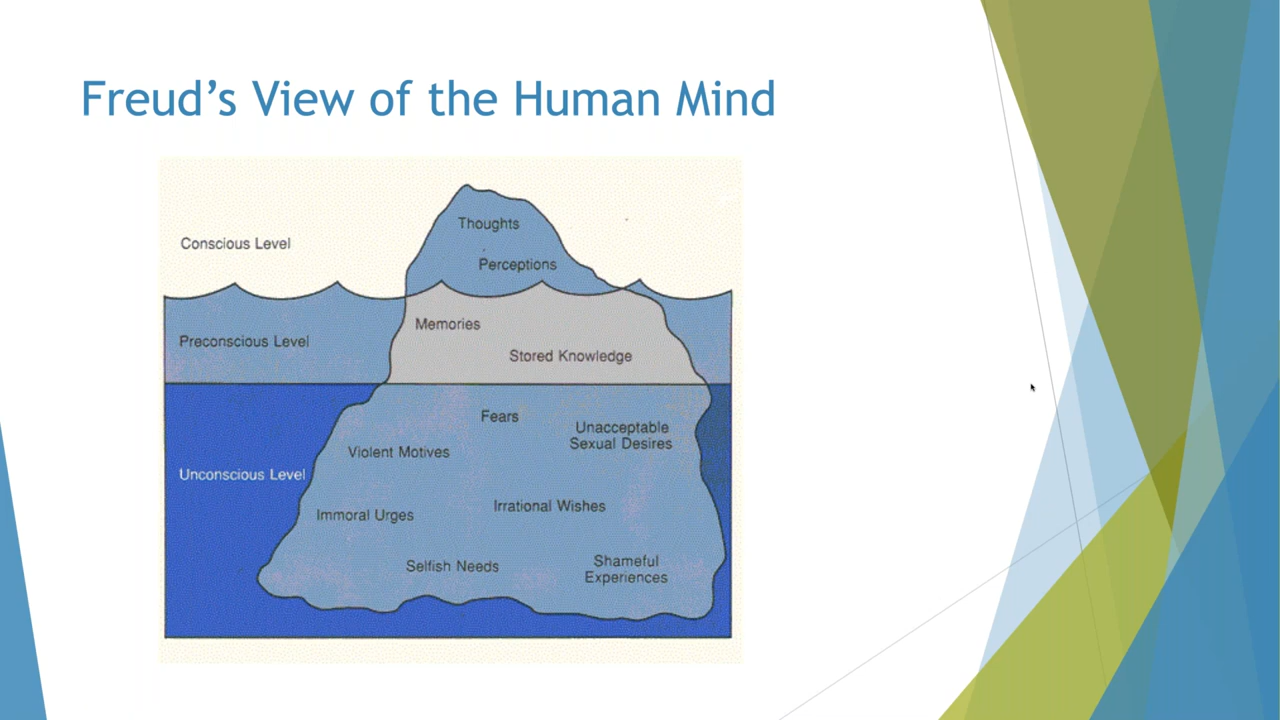 Freud’s View of the Human Mind
Thoughts
Conscious Level
Perceptions
Memories
Preconscious Level
Stored Knowledge
Fears
Unacceptable
Sexual Desires
Violent Motives
Unconscious Level
Irrational Wishes
Immoral Urges
Selfish Needs
Shameful
Experiences